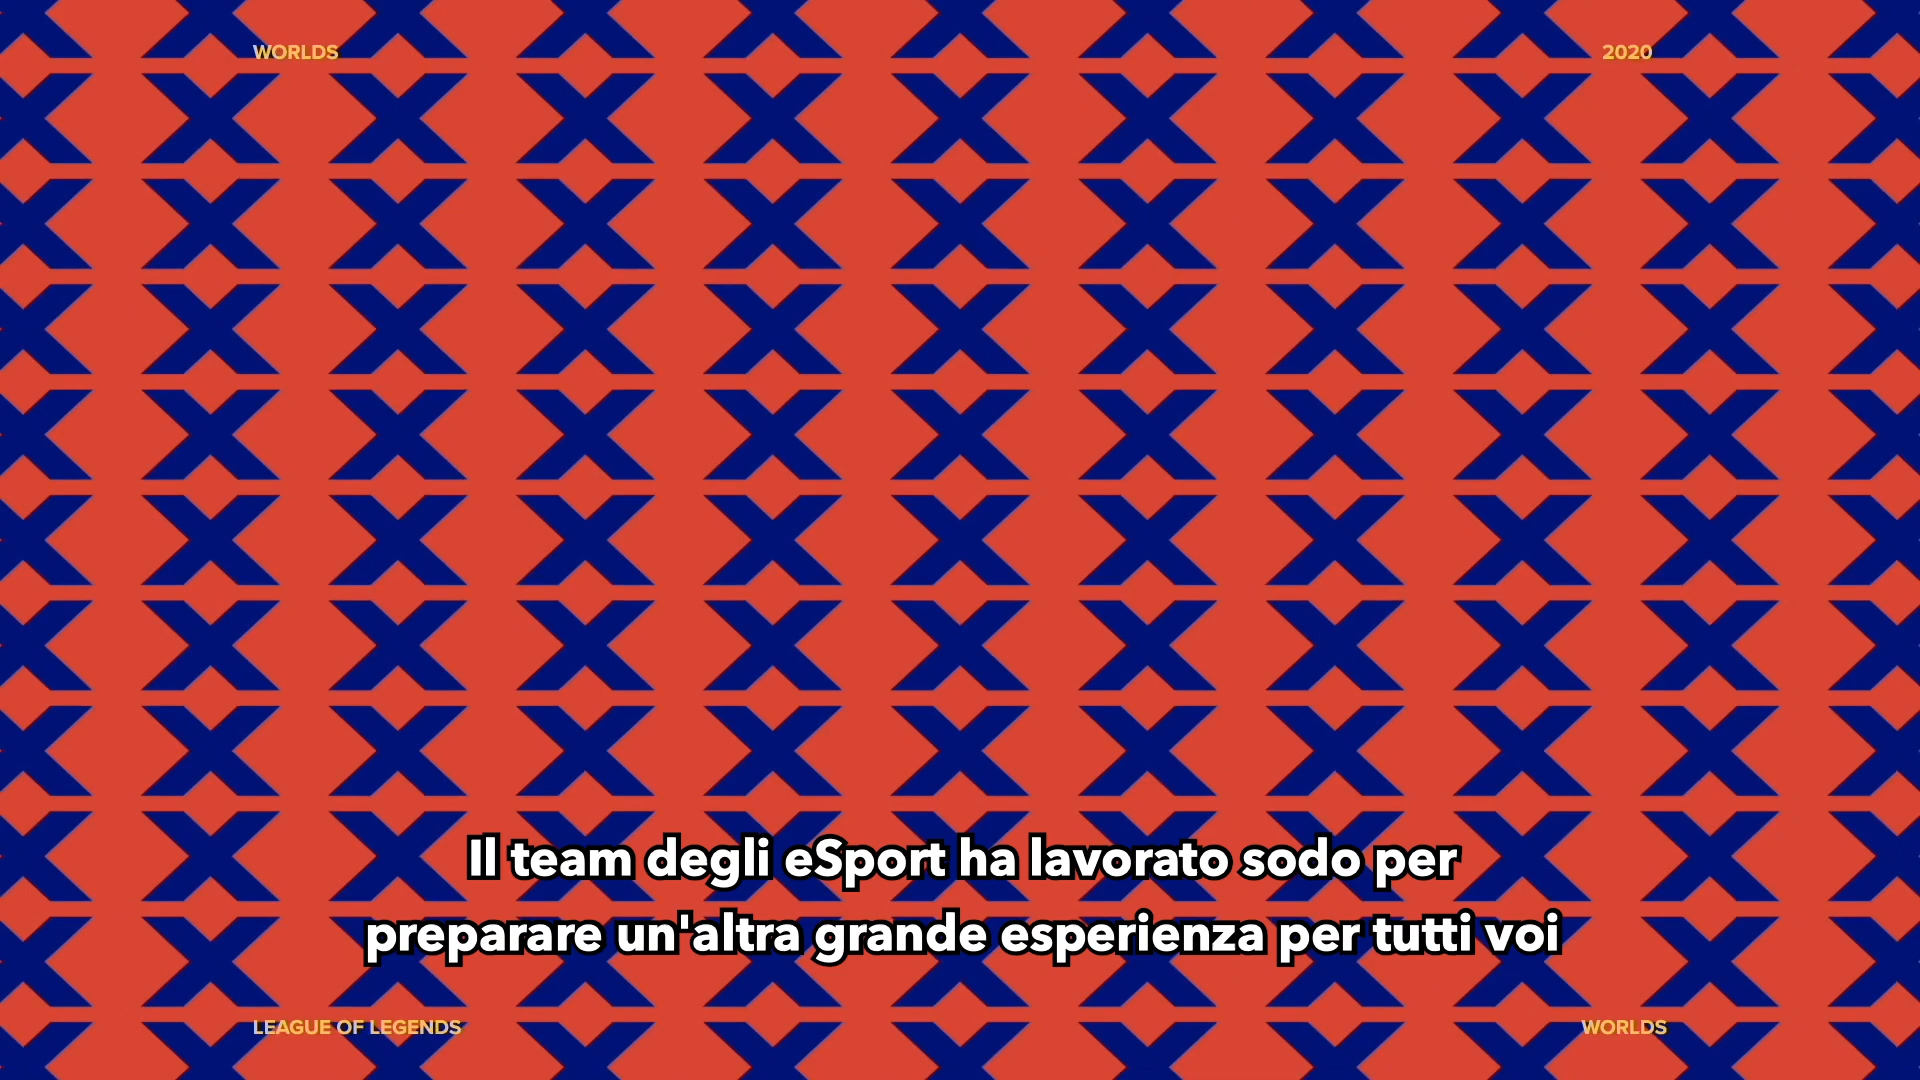 WORLDS
2020
Il team degli eSport ha lavorato sodo per
preparare un'altra grande esperienza per tutti voi
LEAGUE OF LEGENDS
WORLDS